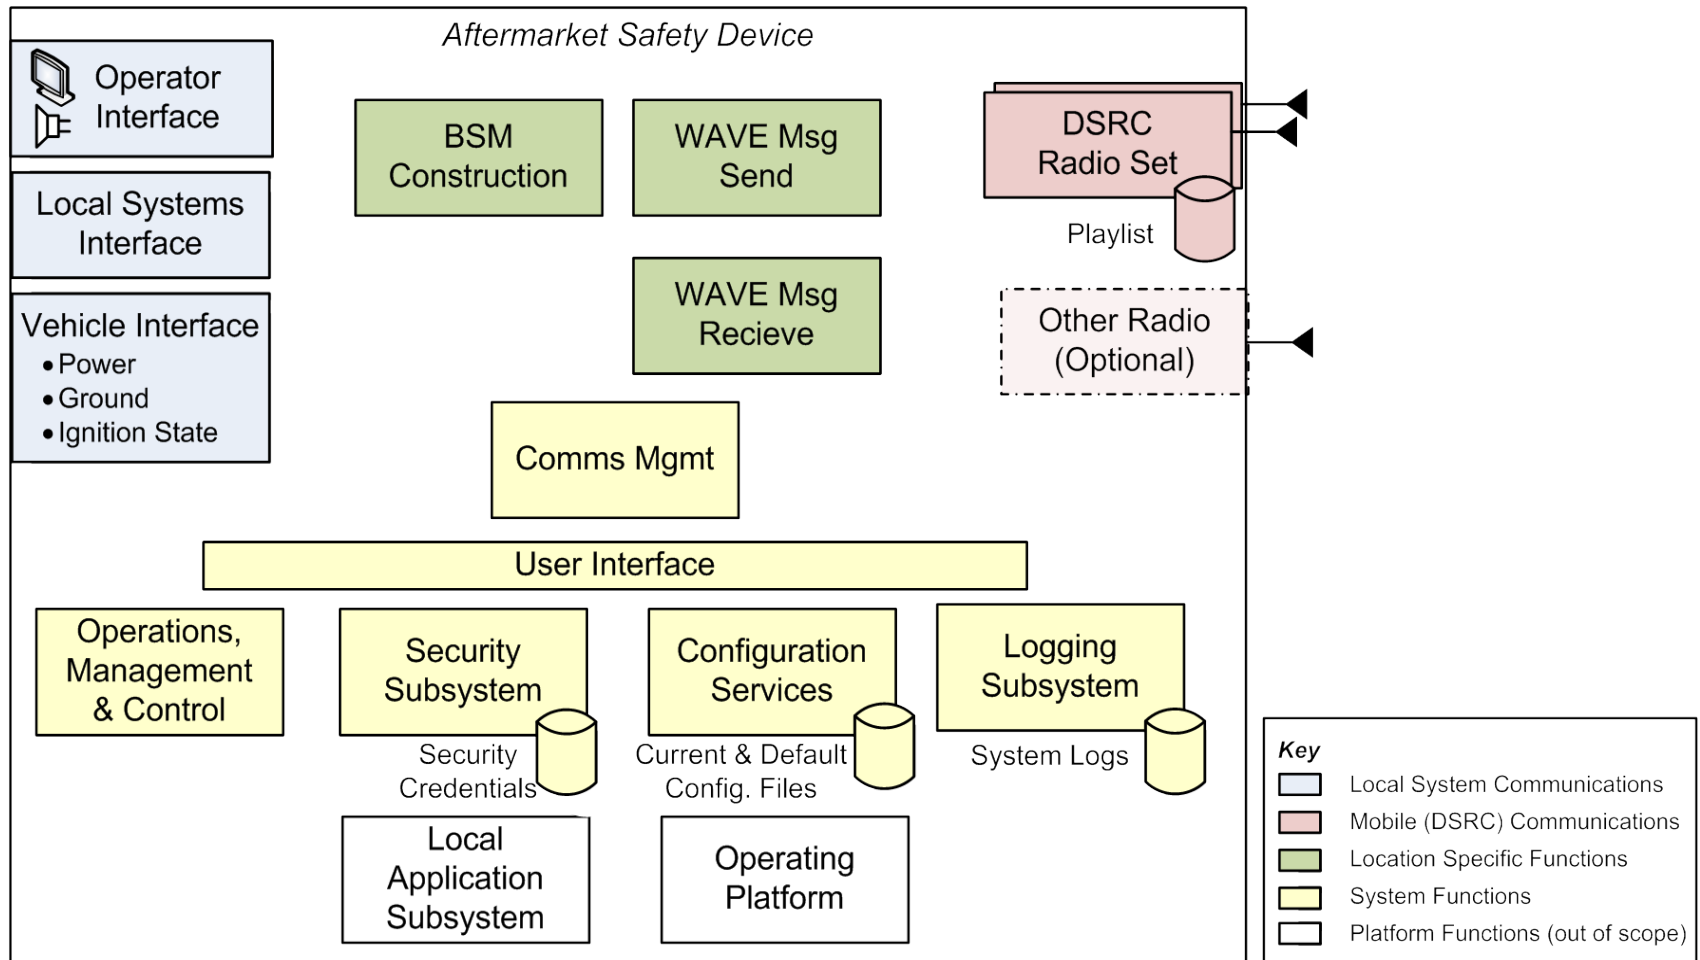 Aftermarket Safety Device
Operator
Interface
Local Systems
Interface
Vehicle Interface
• Power
• Ground
• Ignition State
BSM
Construction
WAVE Msg
Send
WAVE Msg
Recieve
DSRC
Radio Set
Playlist
Other Radio
(Optional)
Comms Mgmt
User Interface
Operations,
Management
& Control
Security
Subsystem
Security
Credentials
Configuration
Services
Current & Default
Config. Files
Logging
Subsystem
System Logs
Local
Application
Subsystem
Operating
Platform
Key
Local System Communications
Mobile (DSRC) Communications
Location Specific Functions
System Functions
Platform Functions (out of scope)